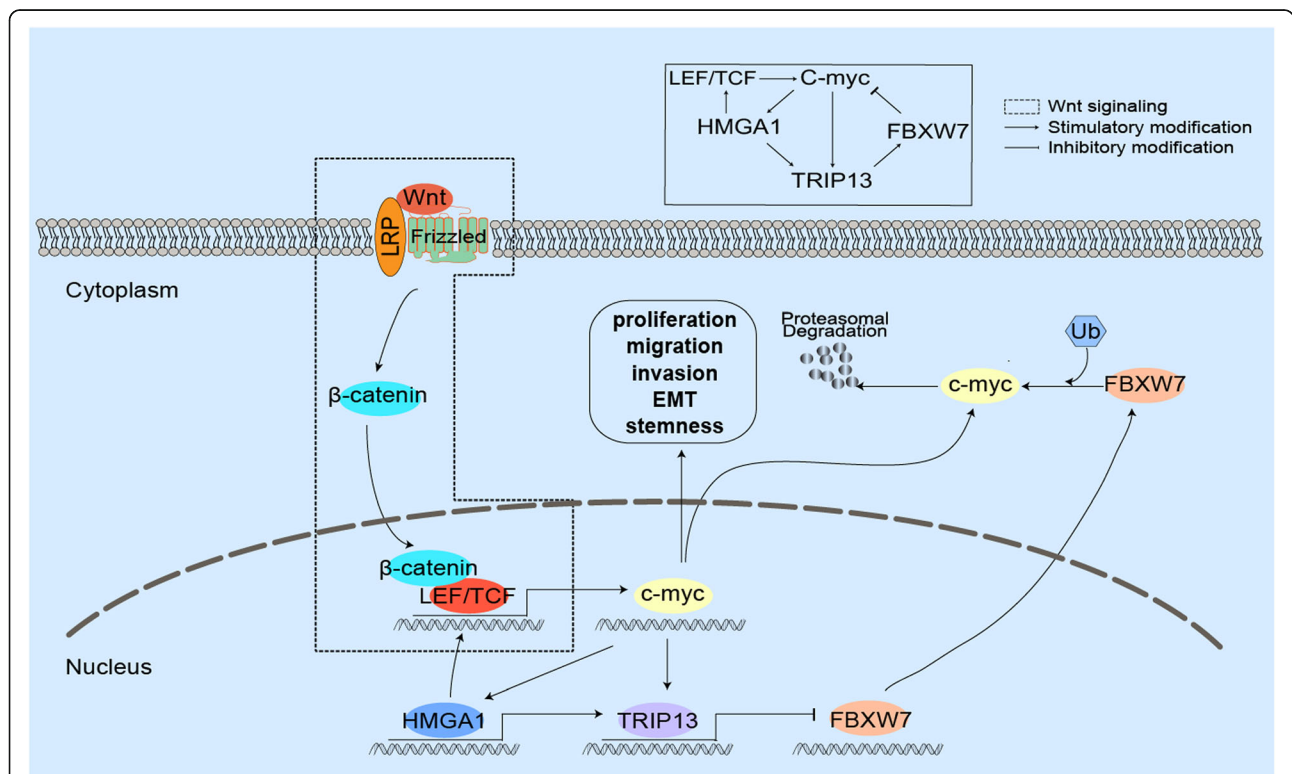 LEF/TCF
C-myc
HMGA1
FBXW7
TRIP13
Wnt siginaling
Stimulatory modification
Inhibitory modification
Wnt
LRP
Frizzled
Cytoplasm
β-catenin
proliferation
migration
invasion
EMT
stemness
Proteasomal
Degradation
Ub
c-myc
FBXW7
β-catenin
LEF/TCF
c-myc
Nucleus
HMGA1
TRIP13
FBXW7